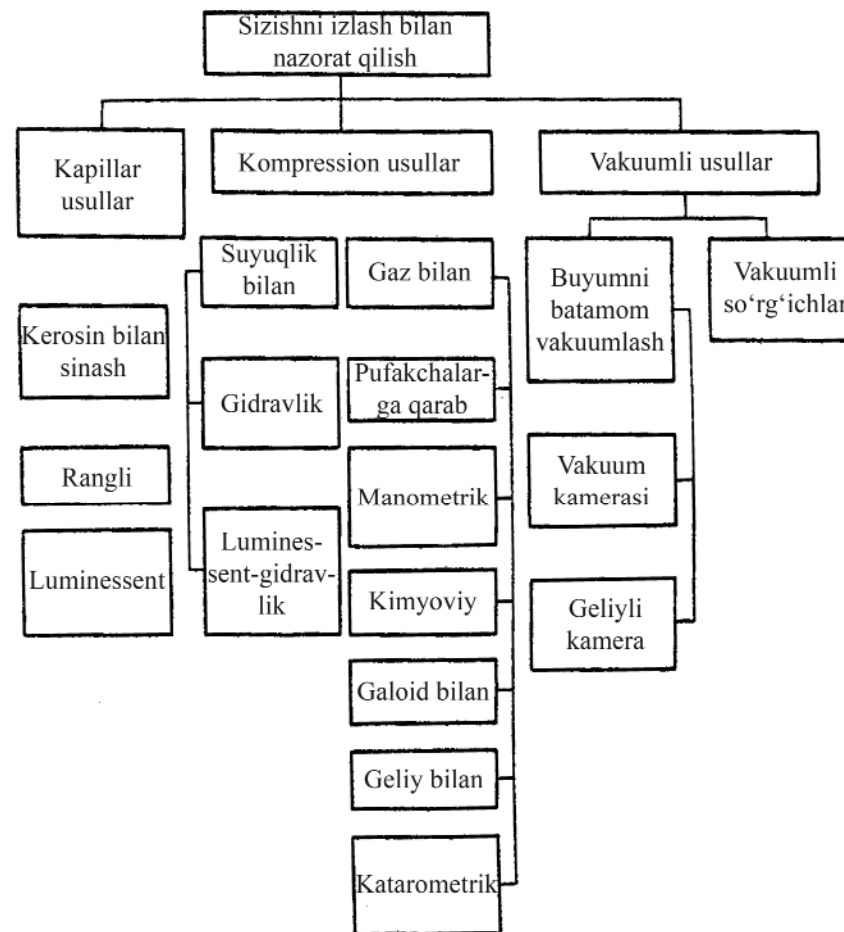 Sizishni izlash bilan
nazorat qilish
Kapillar
usullar
Kompression usullar
Vakuumli usullar
Suyuqlik
bilan
Gaz bilan
Buyumni
batamom
vakuumlash
Vakuumli
so‘rg‘ichlar
Kerosin bilan
sinash
Gidravlik
Pufakchalar-
ga qarab
Rangli
Manometrik
Vakuum
kamerasi
Luminessent
Lumines-
sent-gidrav-
lik
Kimyoviy
Geliyli
kamera
Galoid bilan
Geliy bilan
Katarometrik